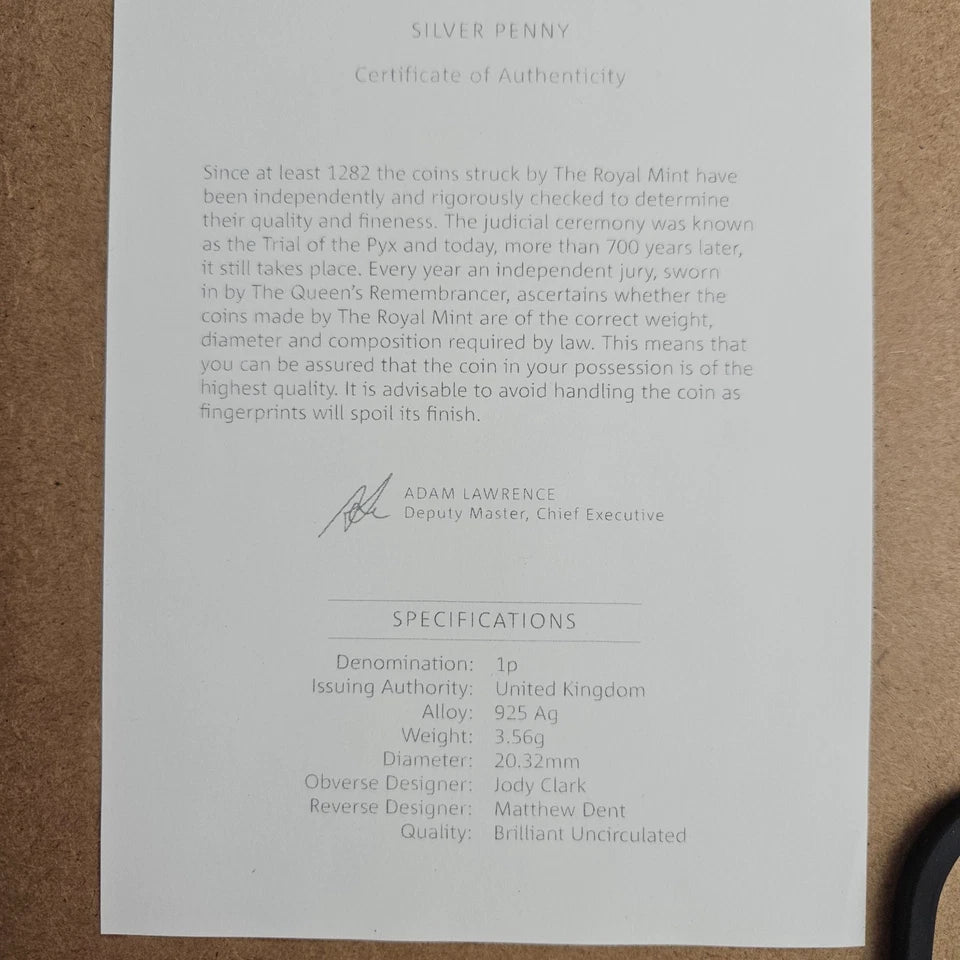 SILVER PENNY
Certificate of Authenticity
Since at least 1282 the coins struck by The Royal Mint have
been independently and rigorously checked to determine
their quality and fineness. The judicial ceremony was known
as the Trial of the Pyx and today, more than 700 years later,
it still takes place. Every year an independent jury, sworn
in by The Queen's Remembrancer, ascertains whether the
coins made by The Royal Mint are of the correct weight,
diameter and composition required by law. This means that
you can be assured that the coin in your possession is of the
highest quality. It is advisable to avoid handling the coin as
fingerprints will spoil its finish.
ADAM LAWRENCE
Deputy Master, Chief Executive
SPECIFICATIONS
Denomination: 1p
Issuing Authority: United Kingdom
Alloy: 925 Ag
Weight: 3.56g
Diameter: 20.32mm
Obverse Designer: Jody Clark
Reverse Designer: Matthew Dent
Quality: Brilliant Uncirculated